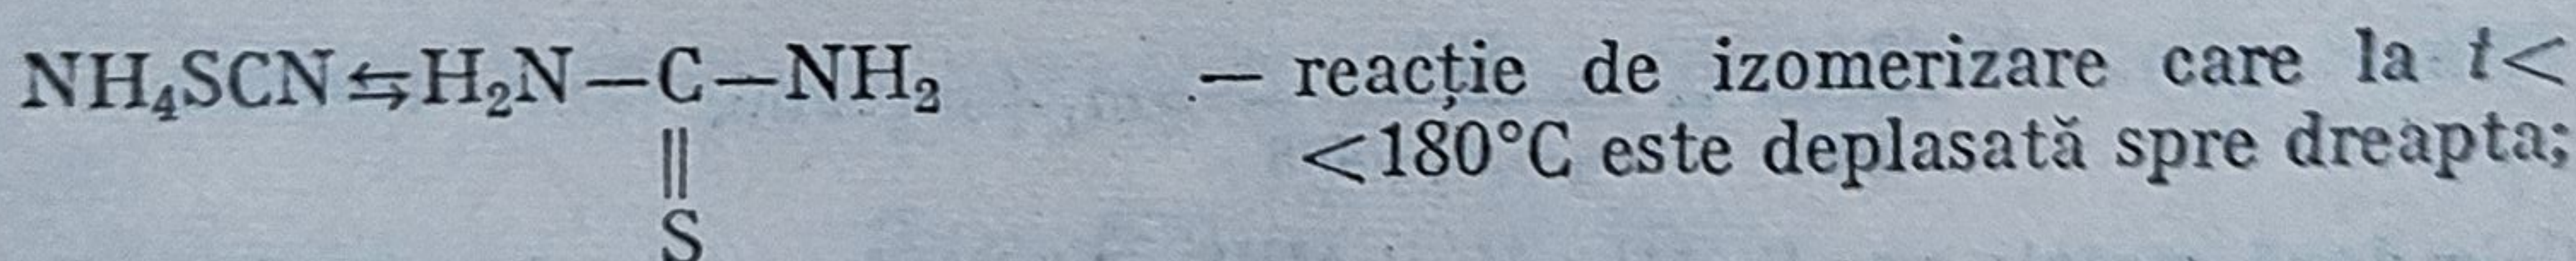 NH₄SCN⇆H₂N—C—NH₂ — reacție de izomerizare care la t<
|| <180°C este deplasată spre dreapta;
S